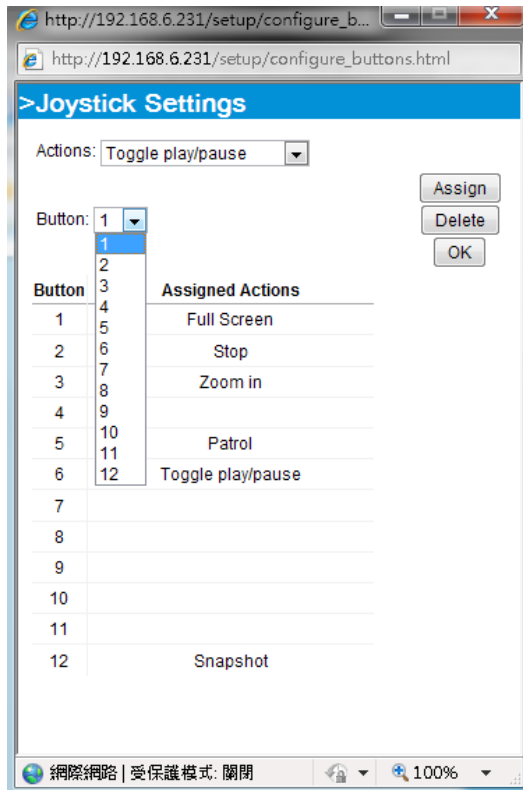 http://192.168.6.231/setup/configure_b...
http://192.168.6.231/setup/configure_buttons.html
>Joystick Settings
Actions: Toggle play/pause
Assign
Button: 1
Delete
OK
1
2
3
4
5
6
7
8
9
10
11
12
Button Assigned Actions
1 Full Screen
2 Stop
3 Zoom in
4
5 Patrol
6 Toggle play/pause
7
8
9
10
11
12 Snapshot
網際網路 | 受保護模式: 關閉 100%